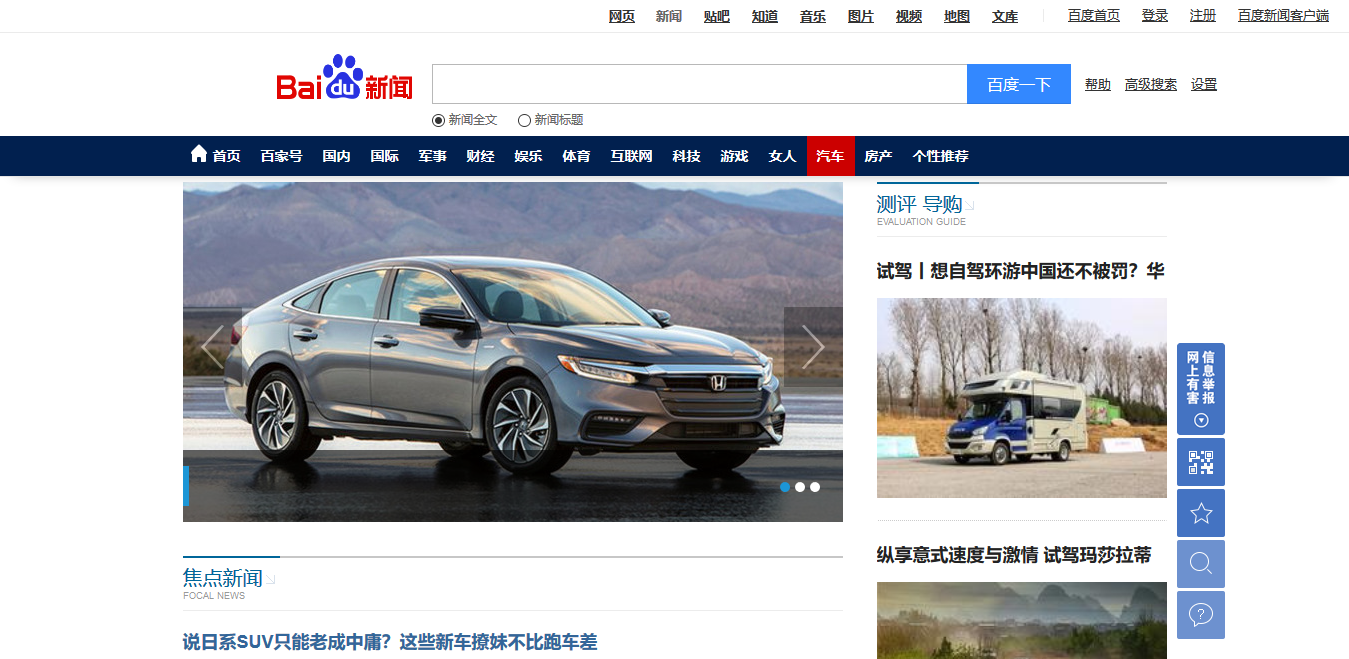 网页 新闻 贴吧 知道 音乐 图片 视频 地图 文库 百度首页 登录 注册 百度新闻客户端
Baidu新闻
百度一下 帮助 高级搜索 设置
新闻全文 新闻标题
首页 百家号 国内 国际 军事 财经 娱乐 体育 互联网 科技 游戏 女人 汽车 房产 个性推荐
测评 导购
EVALUATION GUIDE
试驾丨想自驾环游中国还不被罚？华
网上有害
信息举报
纵享意式速度与激情 试驾玛莎拉蒂
焦点新闻
FOCAL NEWS
说日系SUV只能老成中庸？这些新车撩妹不比跑车差